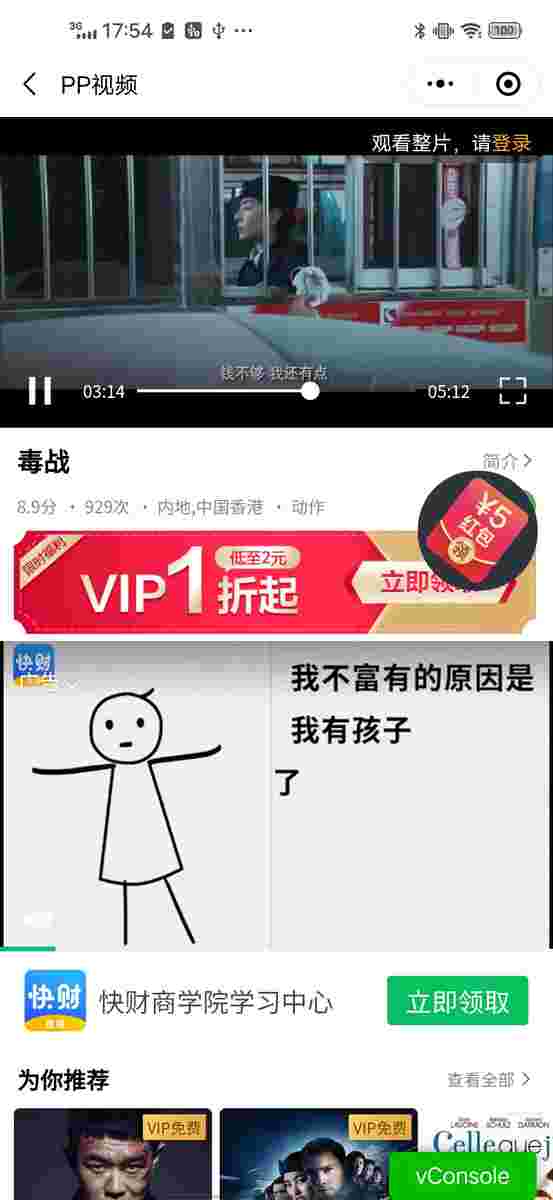 3G 17:54 100
PP视频
观看整片，请登录
钱不够 我还有点
03:14 05:12
毒战
简介
8.9分 · 929次 · 内地,中国香港 · 动作
¥5
红包
限时福利
VIP1折起
低至2元
立即领取
快财
我不富有的原因是
我有孩子
了
快财
快财商学院学习中心
立即领取
为你推荐
查看全部
VIP免费
VIP免费
vConsole